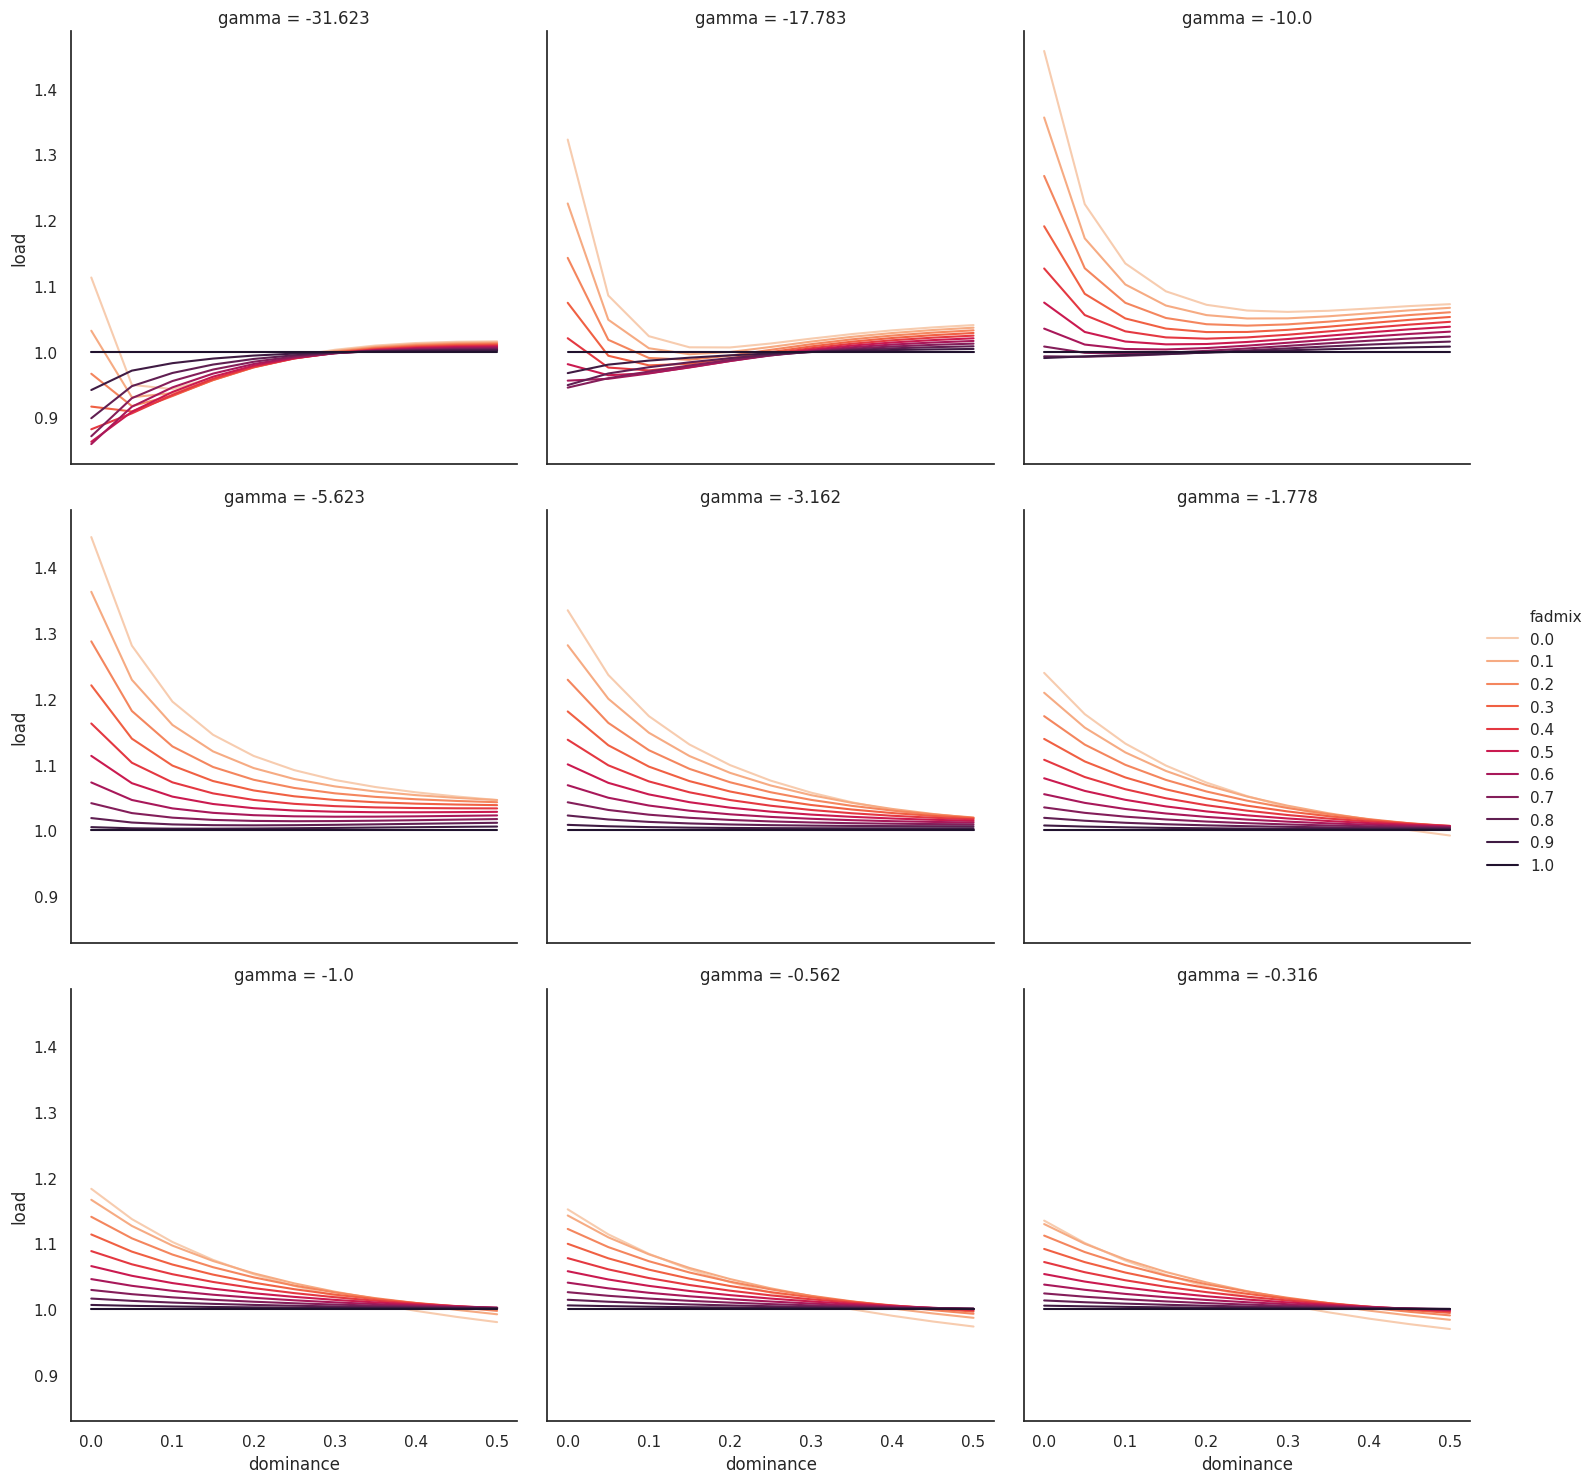 gamma = -31.623
gamma = -17.783
gamma = -10.0
1.4
1.3
1.2
1.1
1.0
0.9
load
gamma = -5.623
gamma = -3.162
gamma = -1.778
1.4
1.3
1.2
1.1
1.0
0.9
load
fadmix
0.0
0.1
0.2
0.3
0.4
0.5
0.6
0.7
0.8
0.9
1.0
gamma = -1.0
gamma = -0.562
gamma = -0.316
1.4
1.3
1.2
1.1
1.0
0.9
load
0.0 0.1 0.2 0.3 0.4 0.5
dominance
0.0 0.1 0.2 0.3 0.4 0.5
dominance
0.0 0.1 0.2 0.3 0.4 0.5
dominance